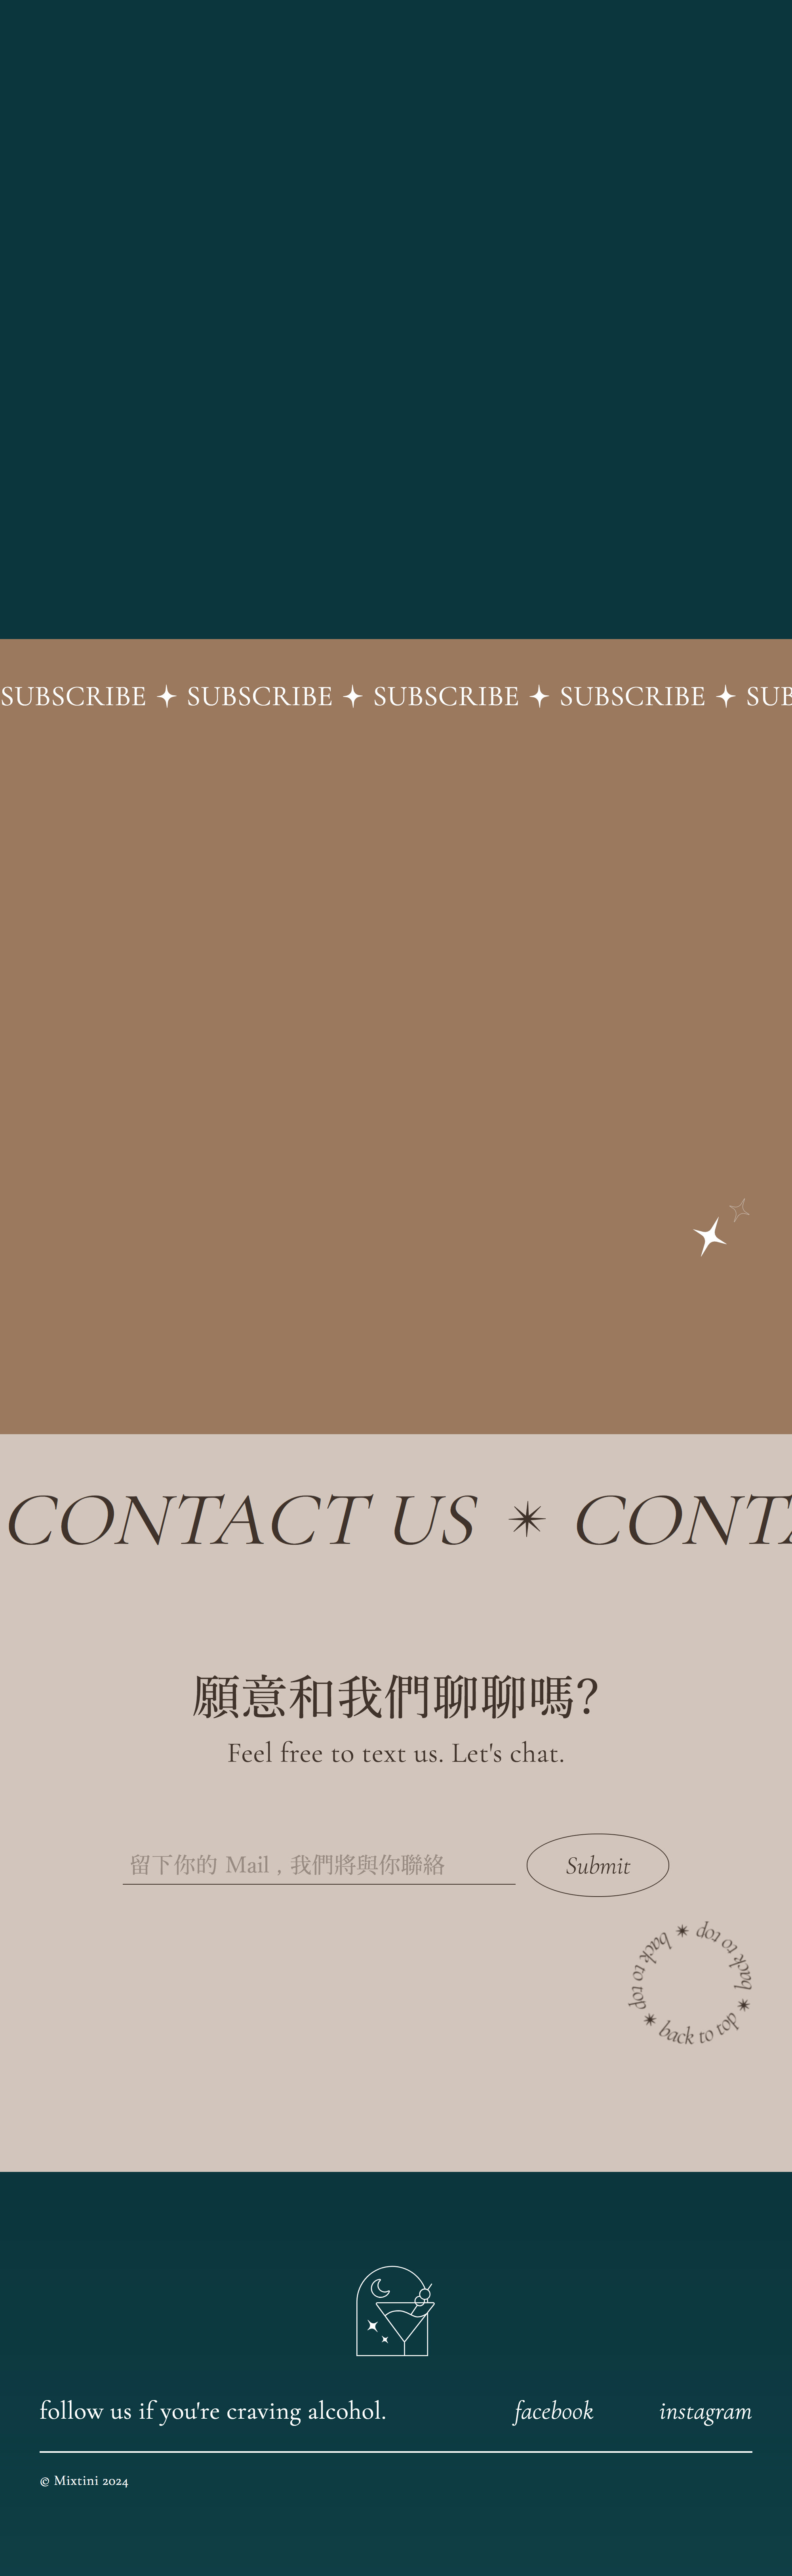 SUBSCRIBE ✦ SUBSCRIBE ✦ SUBSCRIBE ✦ SUBSCRIBE ✦ SUB
CONTACT US ✴ CONTA
願意和我們聊聊嗎?
Feel free to text us. Let's chat.
留下你的 Mail , 我們將與你聯絡
Submit
back to top ✴ back to top ✴ back to top ✴
follow us if you're craving alcohol.
facebook
instagram
© Mixtini 2024